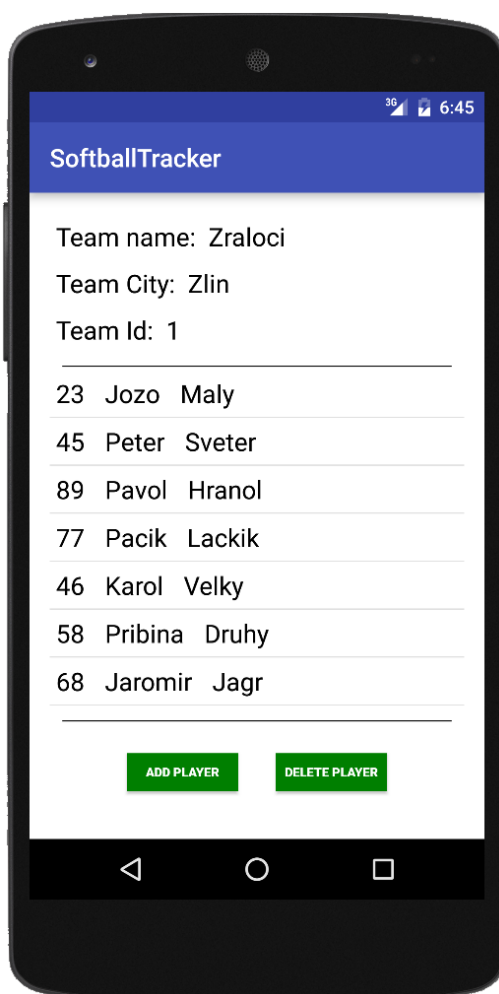 3G 6:45
SoftballTracker
Team name: Zraloci
Team City: Zlin
Team Id: 1
23 Jozo Maly
45 Peter Sveter
89 Pavol Hranol
77 Pacik Lackik
46 Karol Velky
58 Pribina Druhy
68 Jaromir Jagr
ADD PLAYER DELETE PLAYER